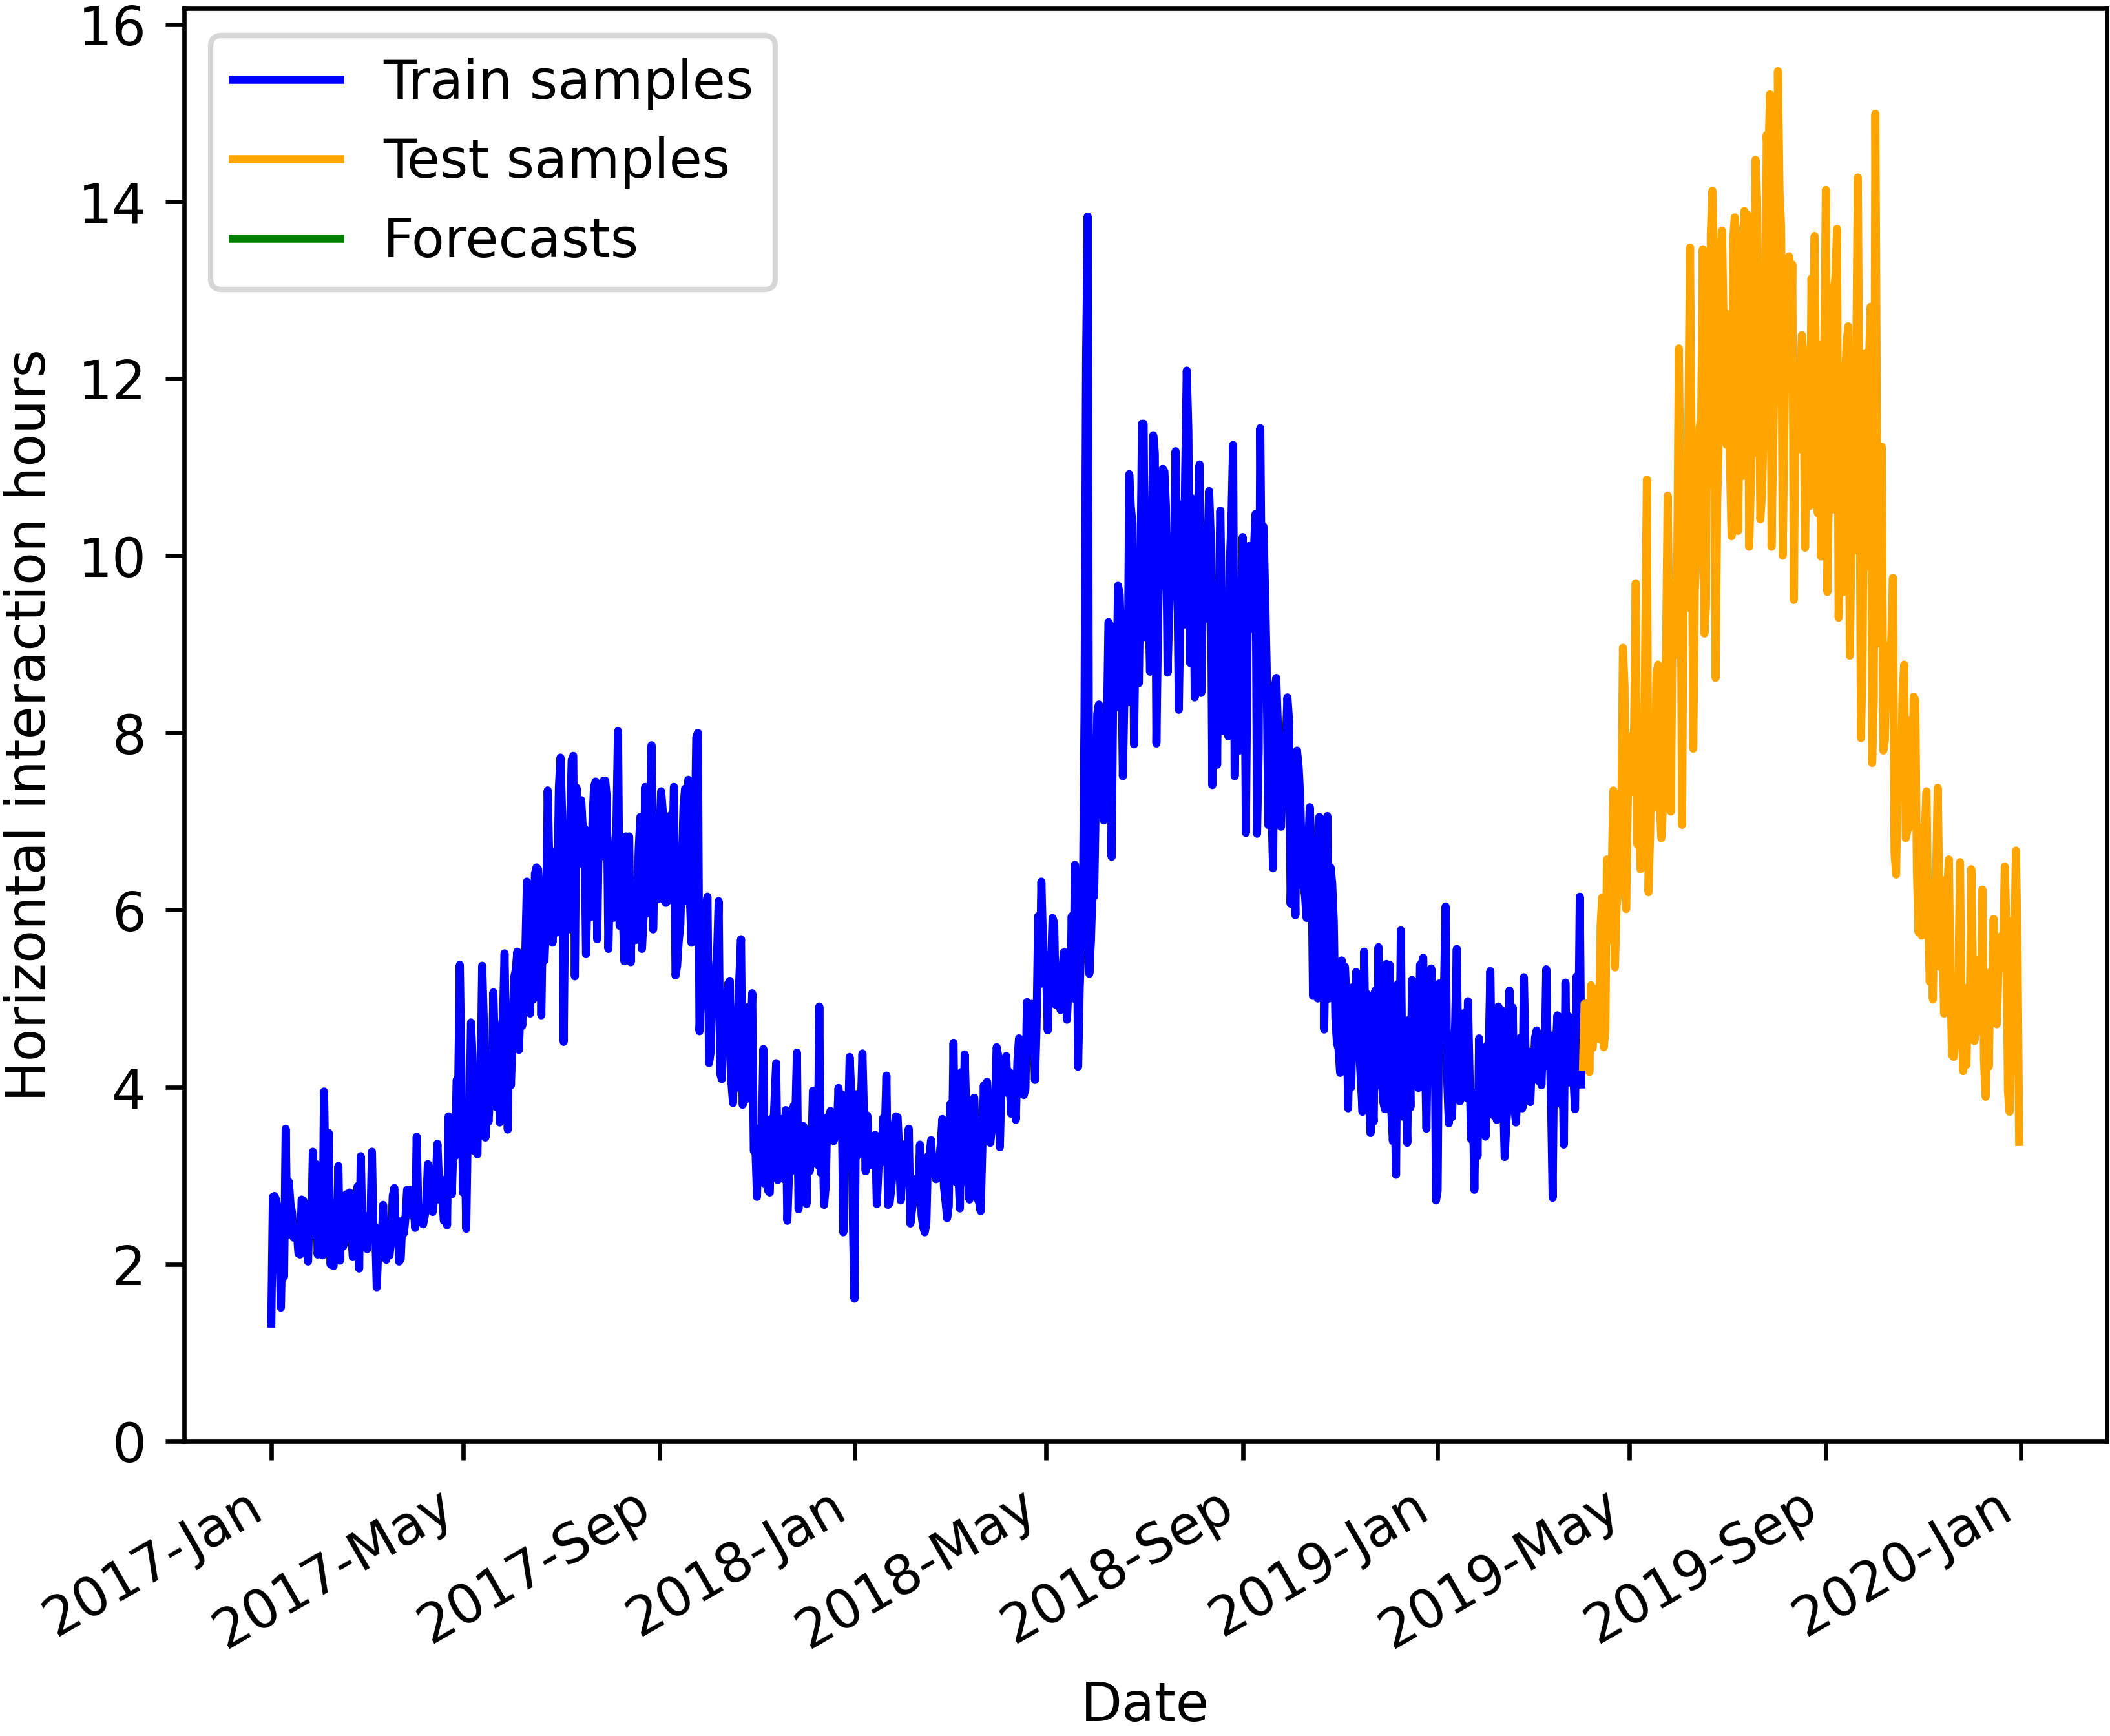 16
14
12
10
8
6
4
2
0
Horizontal interaction hours
Train samples
Test samples
Forecasts
2017-Jan
2017-May
2017-Sep
2018-Jan
2018-May
2018-Sep
2019-Jan
2019-May
2019-Sep
2020-Jan
Date